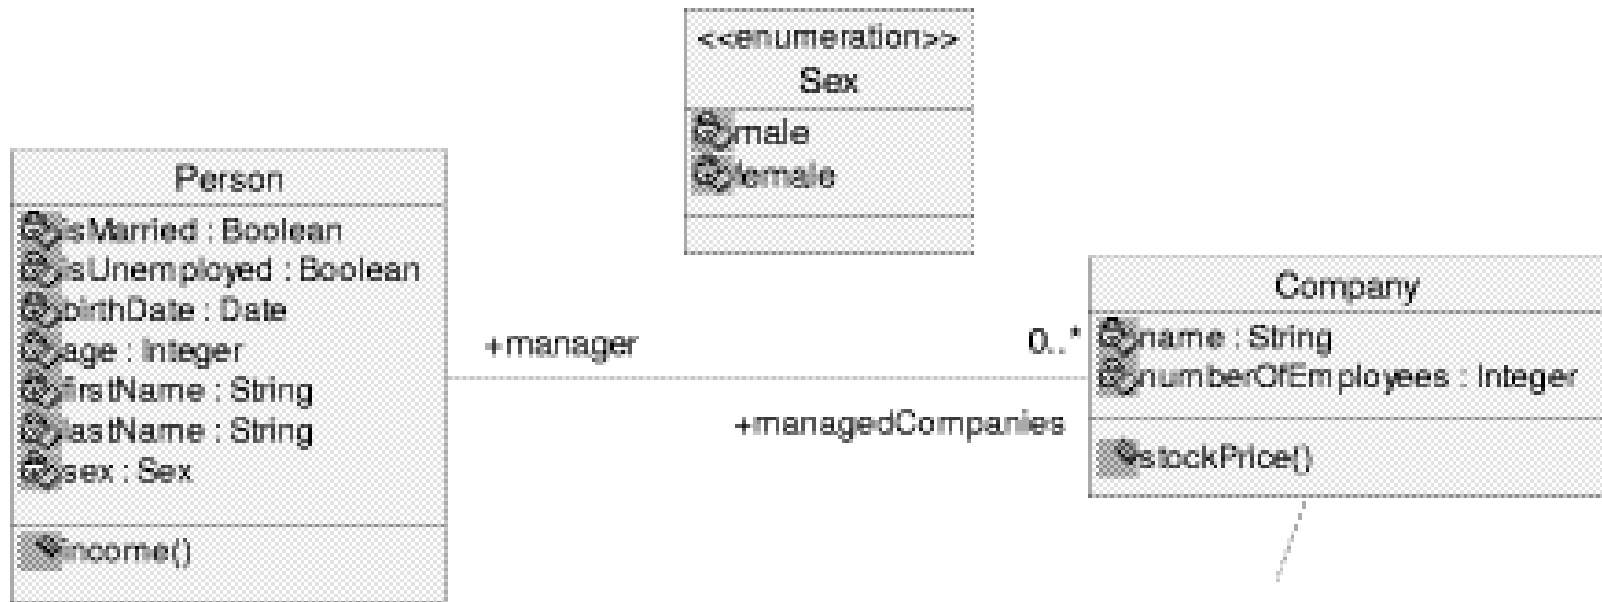 <<enumeration>>
Sex
male
female
Person
isMarried : Boolean
isUnemployed : Boolean
birthDate : Date
age : Integer
firstName : String
lastName : String
sex : Sex
income()
+manager
0..*
+managedCompanies
Company
name : String
numberOfEmployees : Integer
stockPrice()